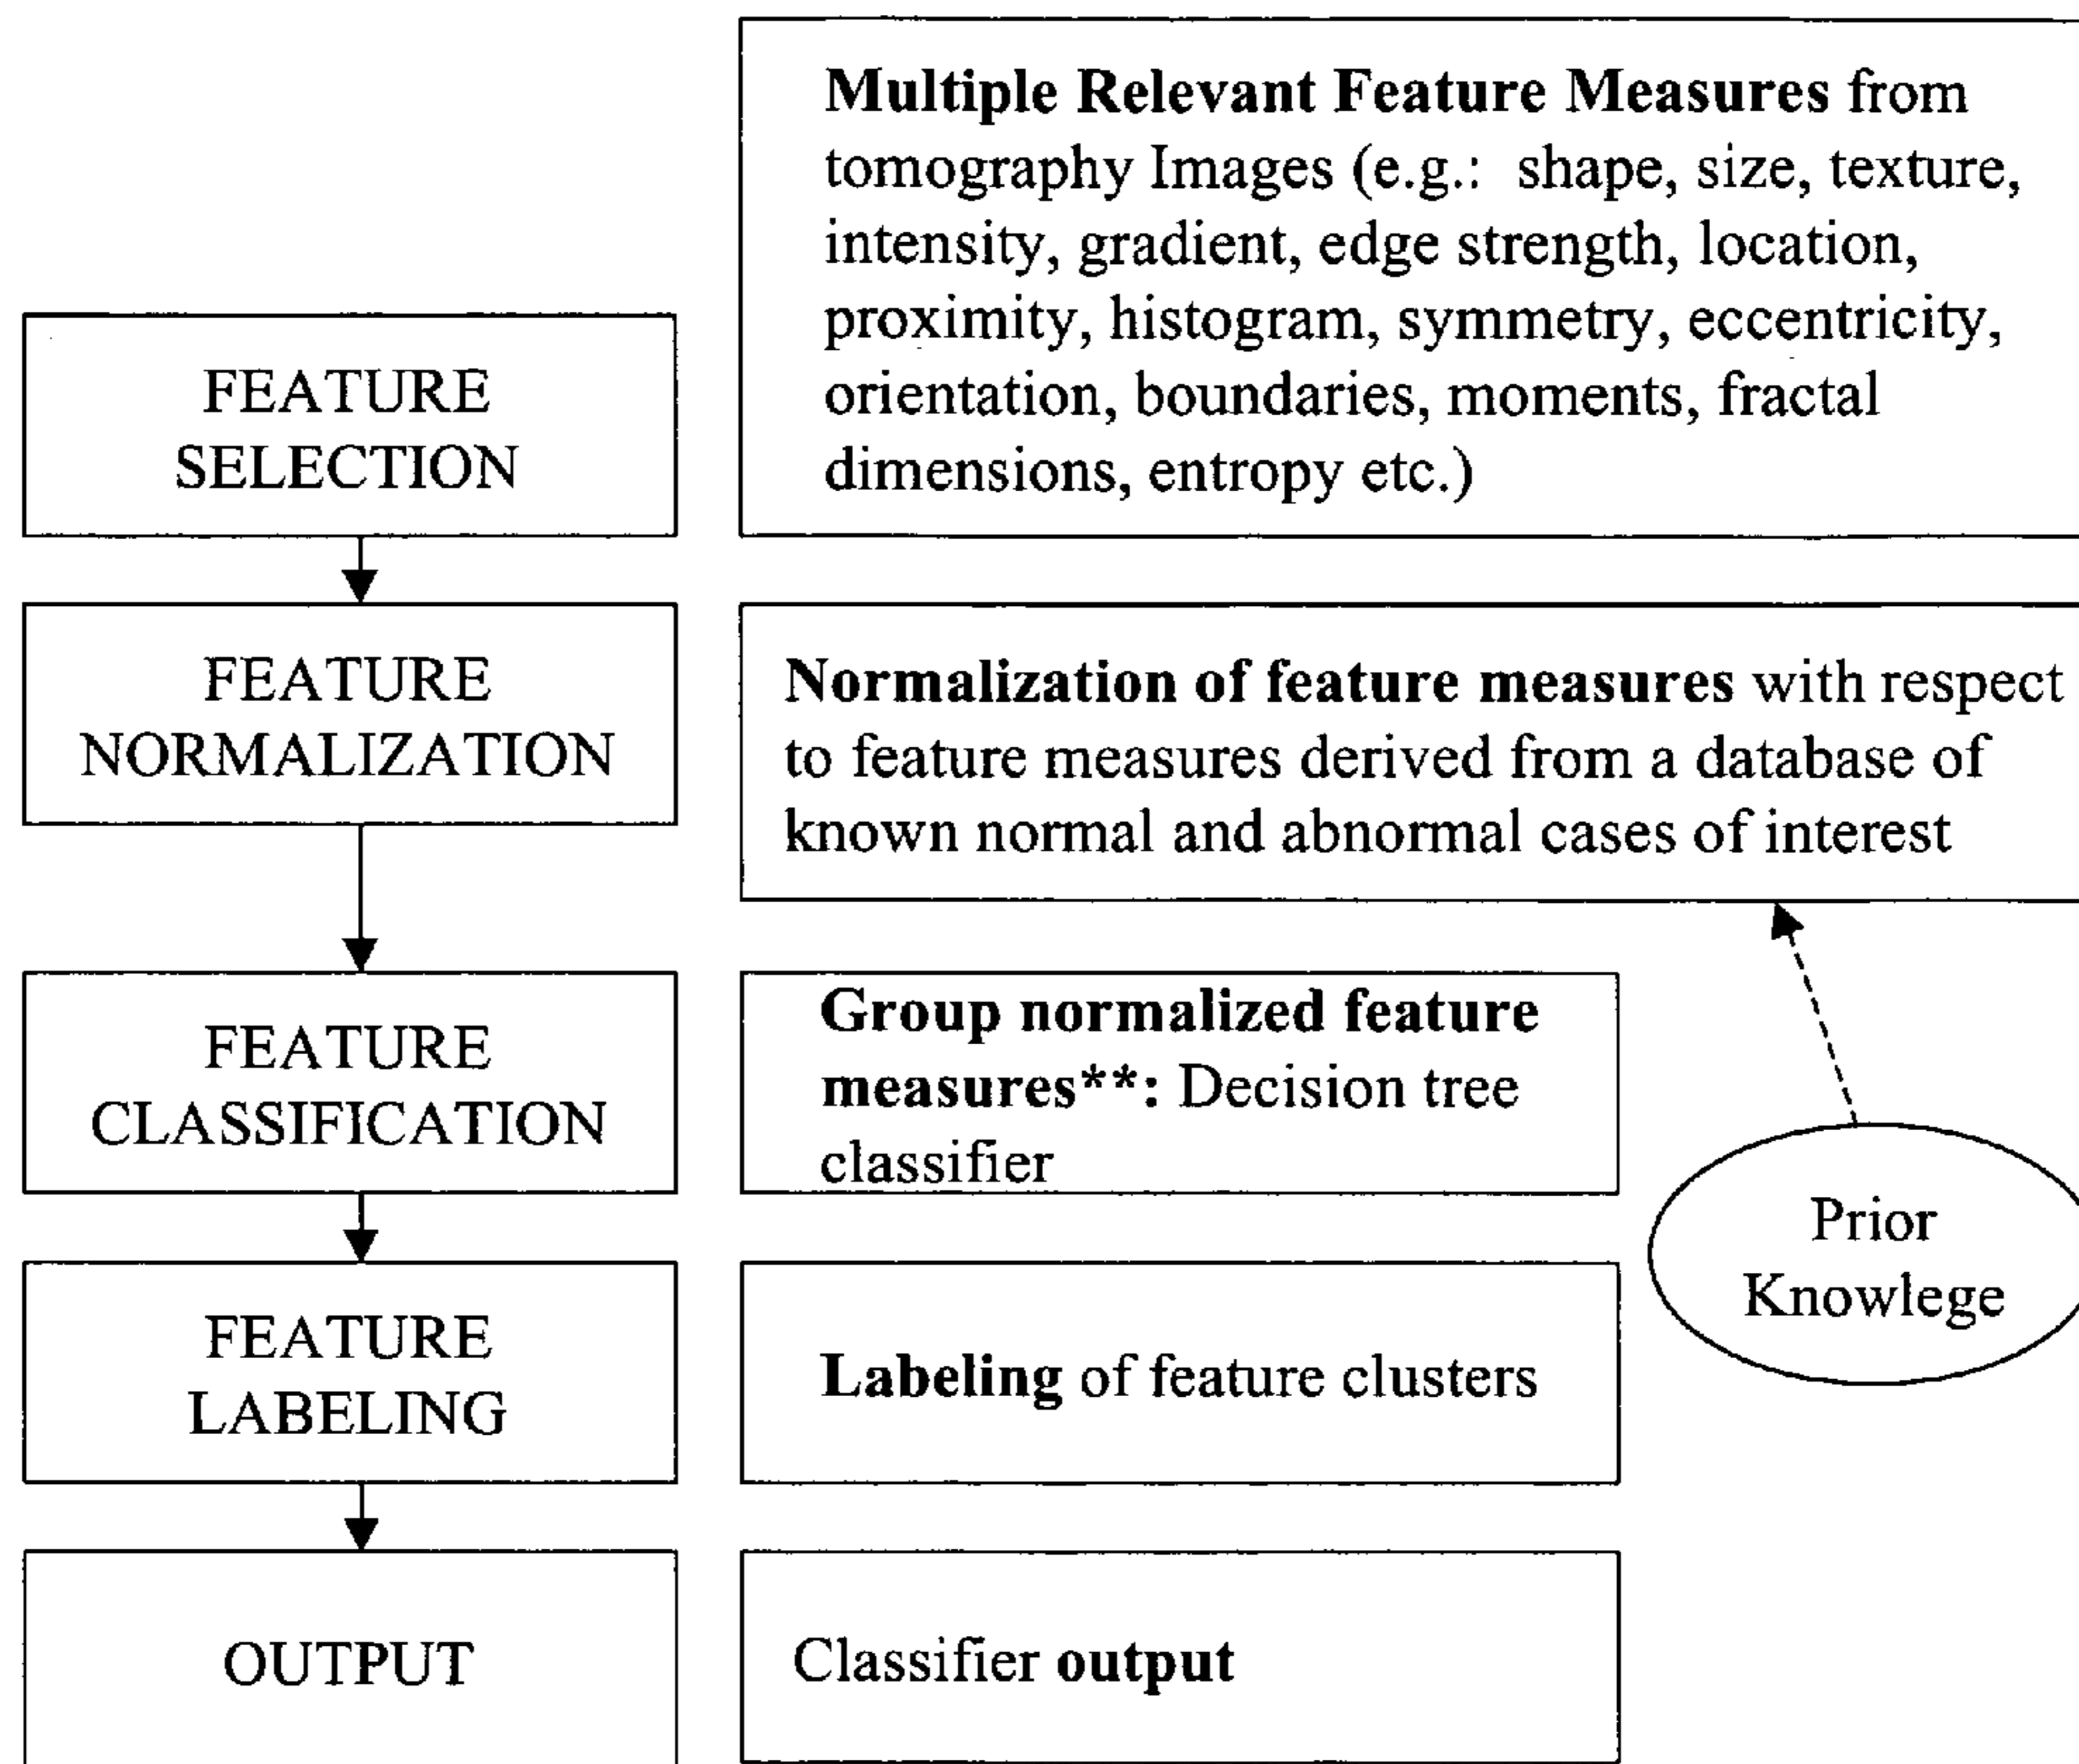 FEATURE
SELECTION
Multiple Relevant Feature Measures from
tomography Images (e.g.: shape, size, texture,
intensity, gradient, edge strength, location,
proximity, histogram, symmetry, eccentricity,
orientation, boundaries, moments, fractal
dimensions, entropy etc.)
FEATURE
NORMALIZATION
Normalization of feature measures with respect
to feature measures derived from a database of
known normal and abnormal cases of interest
FEATURE
CLASSIFICATION
Group normalized feature
measures**: Decision tree
classifier
Prior
Knowlege
FEATURE
LABELING
Labeling of feature clusters
OUTPUT
Classifier output